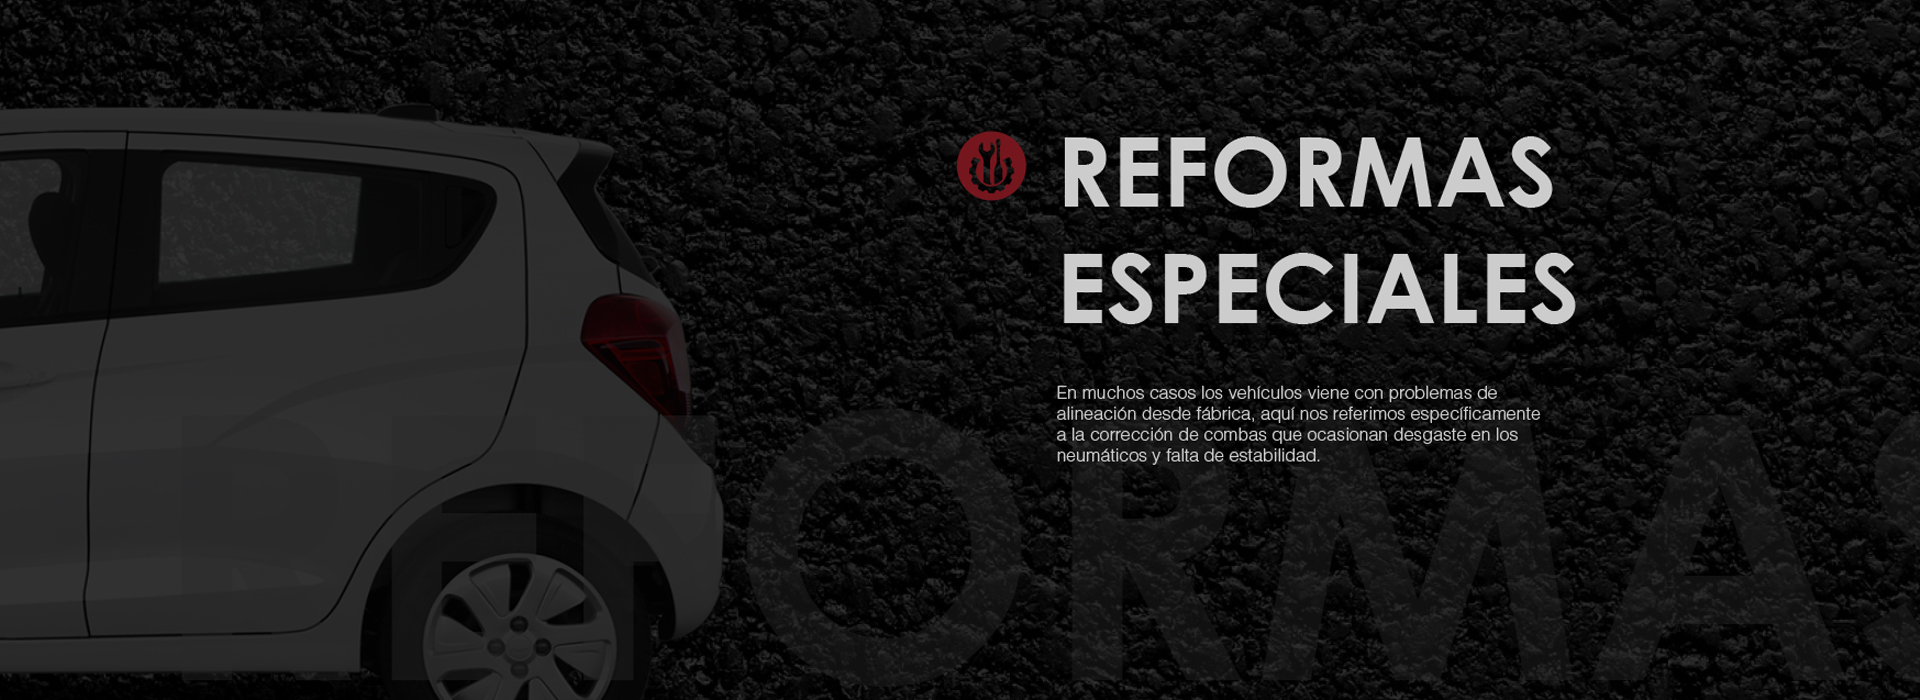 REFORMAS
ESPECIALES
En muchos casos los vehículos viene con problemas de
alineación desde fábrica, aquí nos referimos específicamente
a la corrección de combas que ocasionan desgaste en los
neumáticos y falta de estabilidad.
REFORMAS